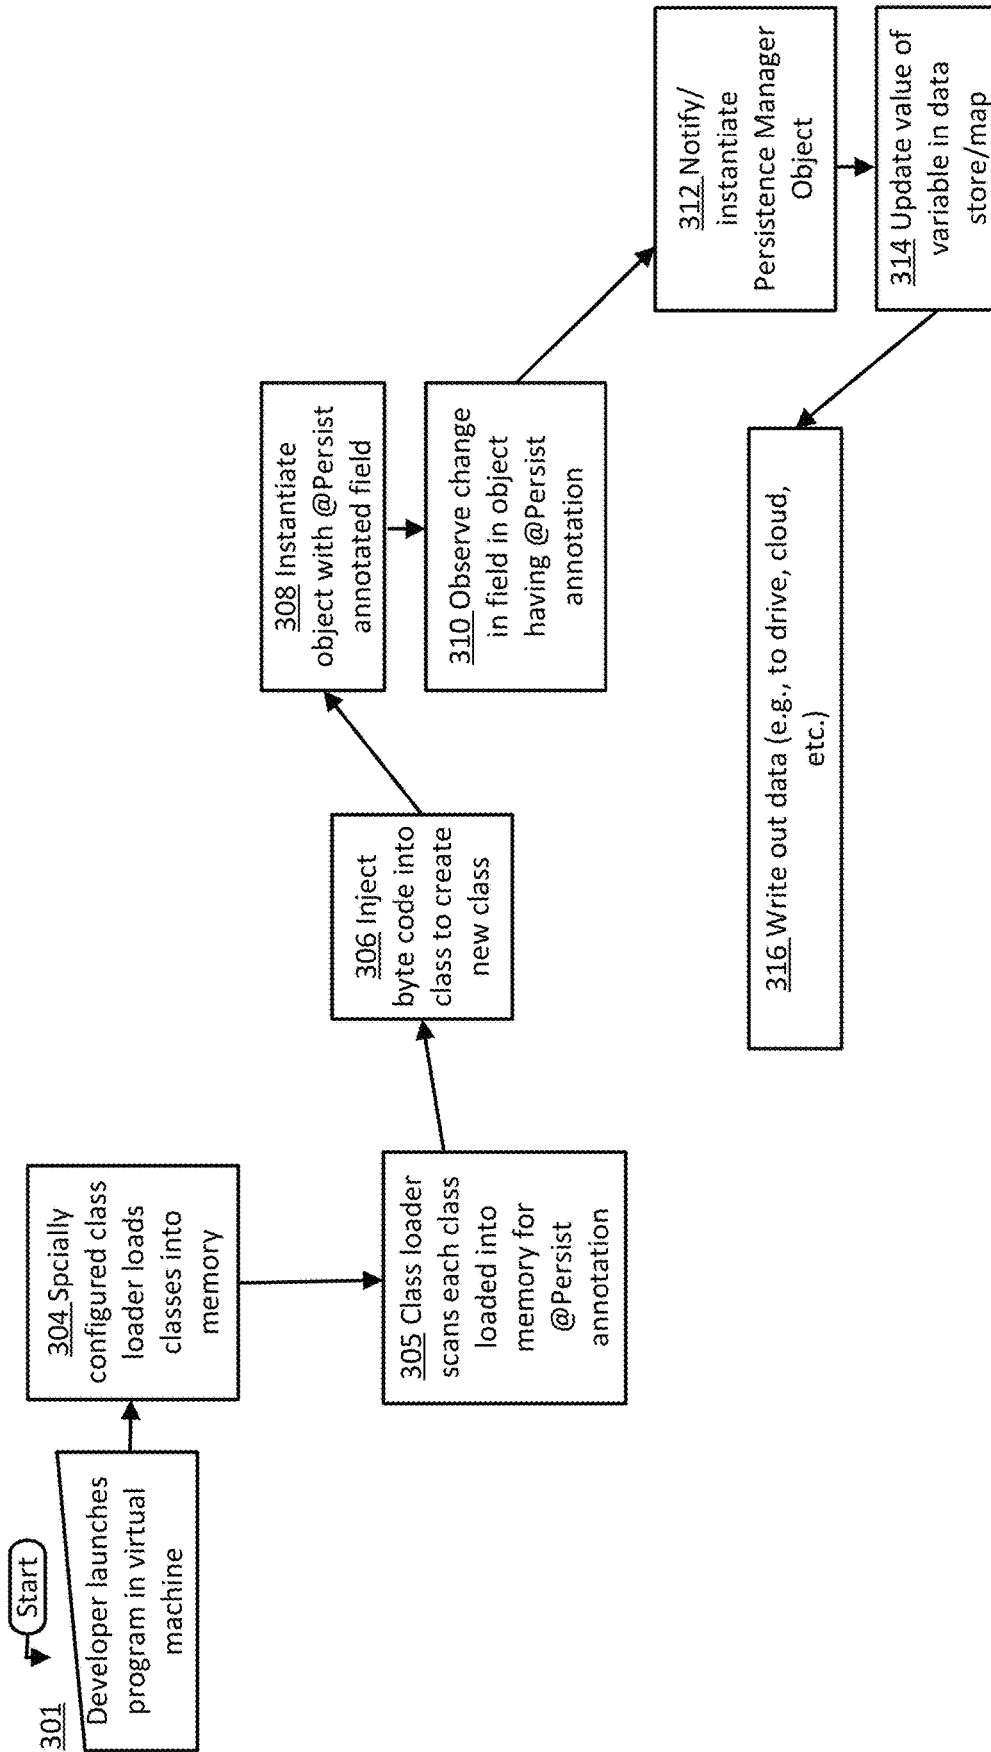 Start
301
Developer launches
program in virtual
machine
304 Spcially
configured class
loader loads
classes into
memory
305 Class loader
scans each class
loaded into
memory for
@Persist
annotation
306 Inject
byte code into
class to create
new class
308 Instantiate
object with @Persist
annotated field
310 Observe change
in field in object
having @Persist
annotation
312 Notify/
instantiate
Persistence Manager
Object
314 Update value of
variable in data
store/map
316 Write out data (e.g., to drive, cloud,
etc.)